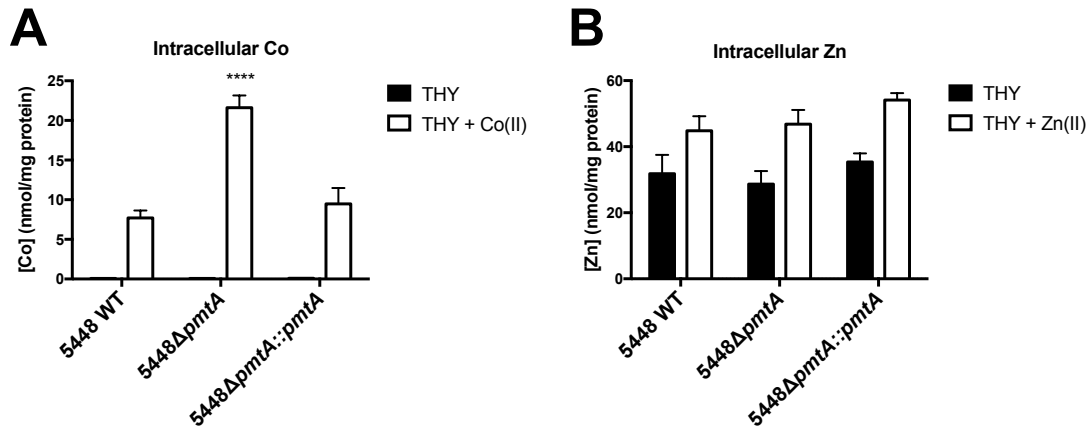 A
Intracellular Co
[Co] (nmol/mg protein)
25
20
15
10
5
0
****
THY
THY + Co(II)
5448 WT
5448ΔpmtA
5448ΔpmtA::pmtA
B
Intracellular Zn
[Zn] (nmol/mg protein)
60
40
20
0
THY
THY + Zn(II)
5448 WT
5448ΔpmtA
5448ΔpmtA::pmtA